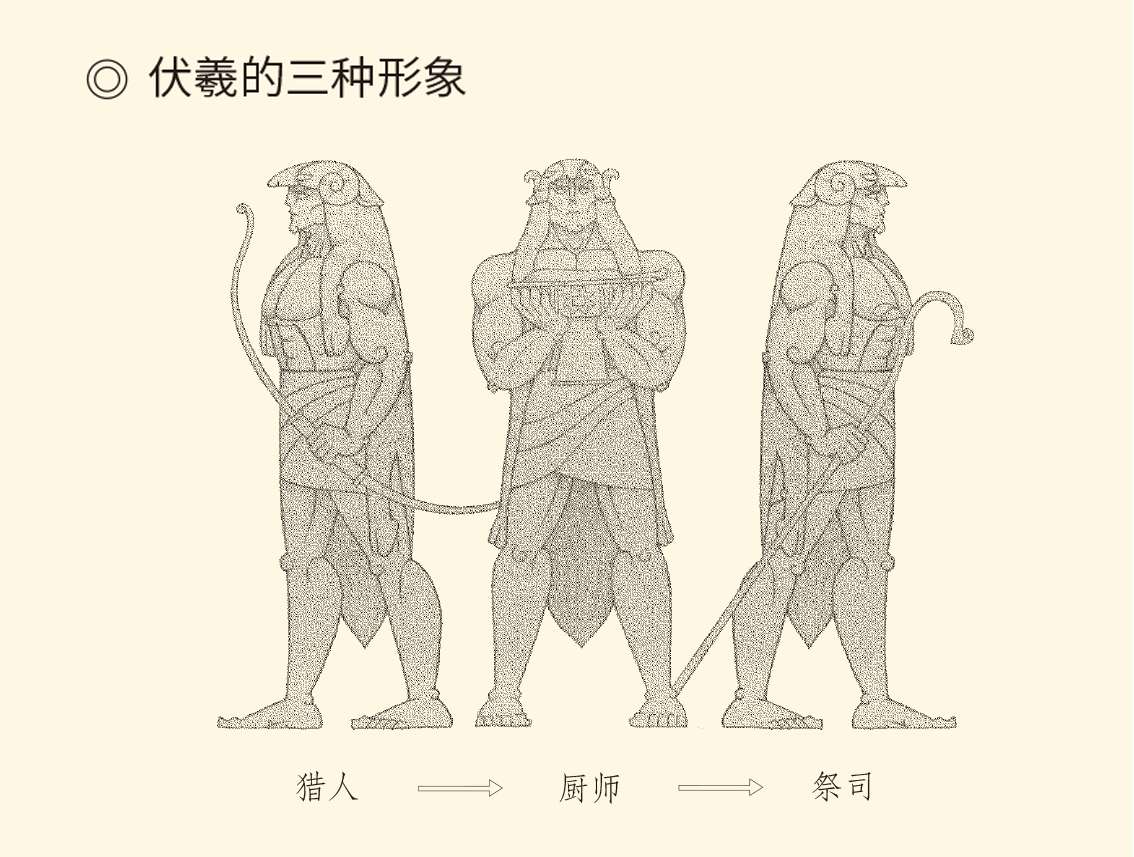 ◎ 伏羲的三种形象
猎人 → 厨师 → 祭司